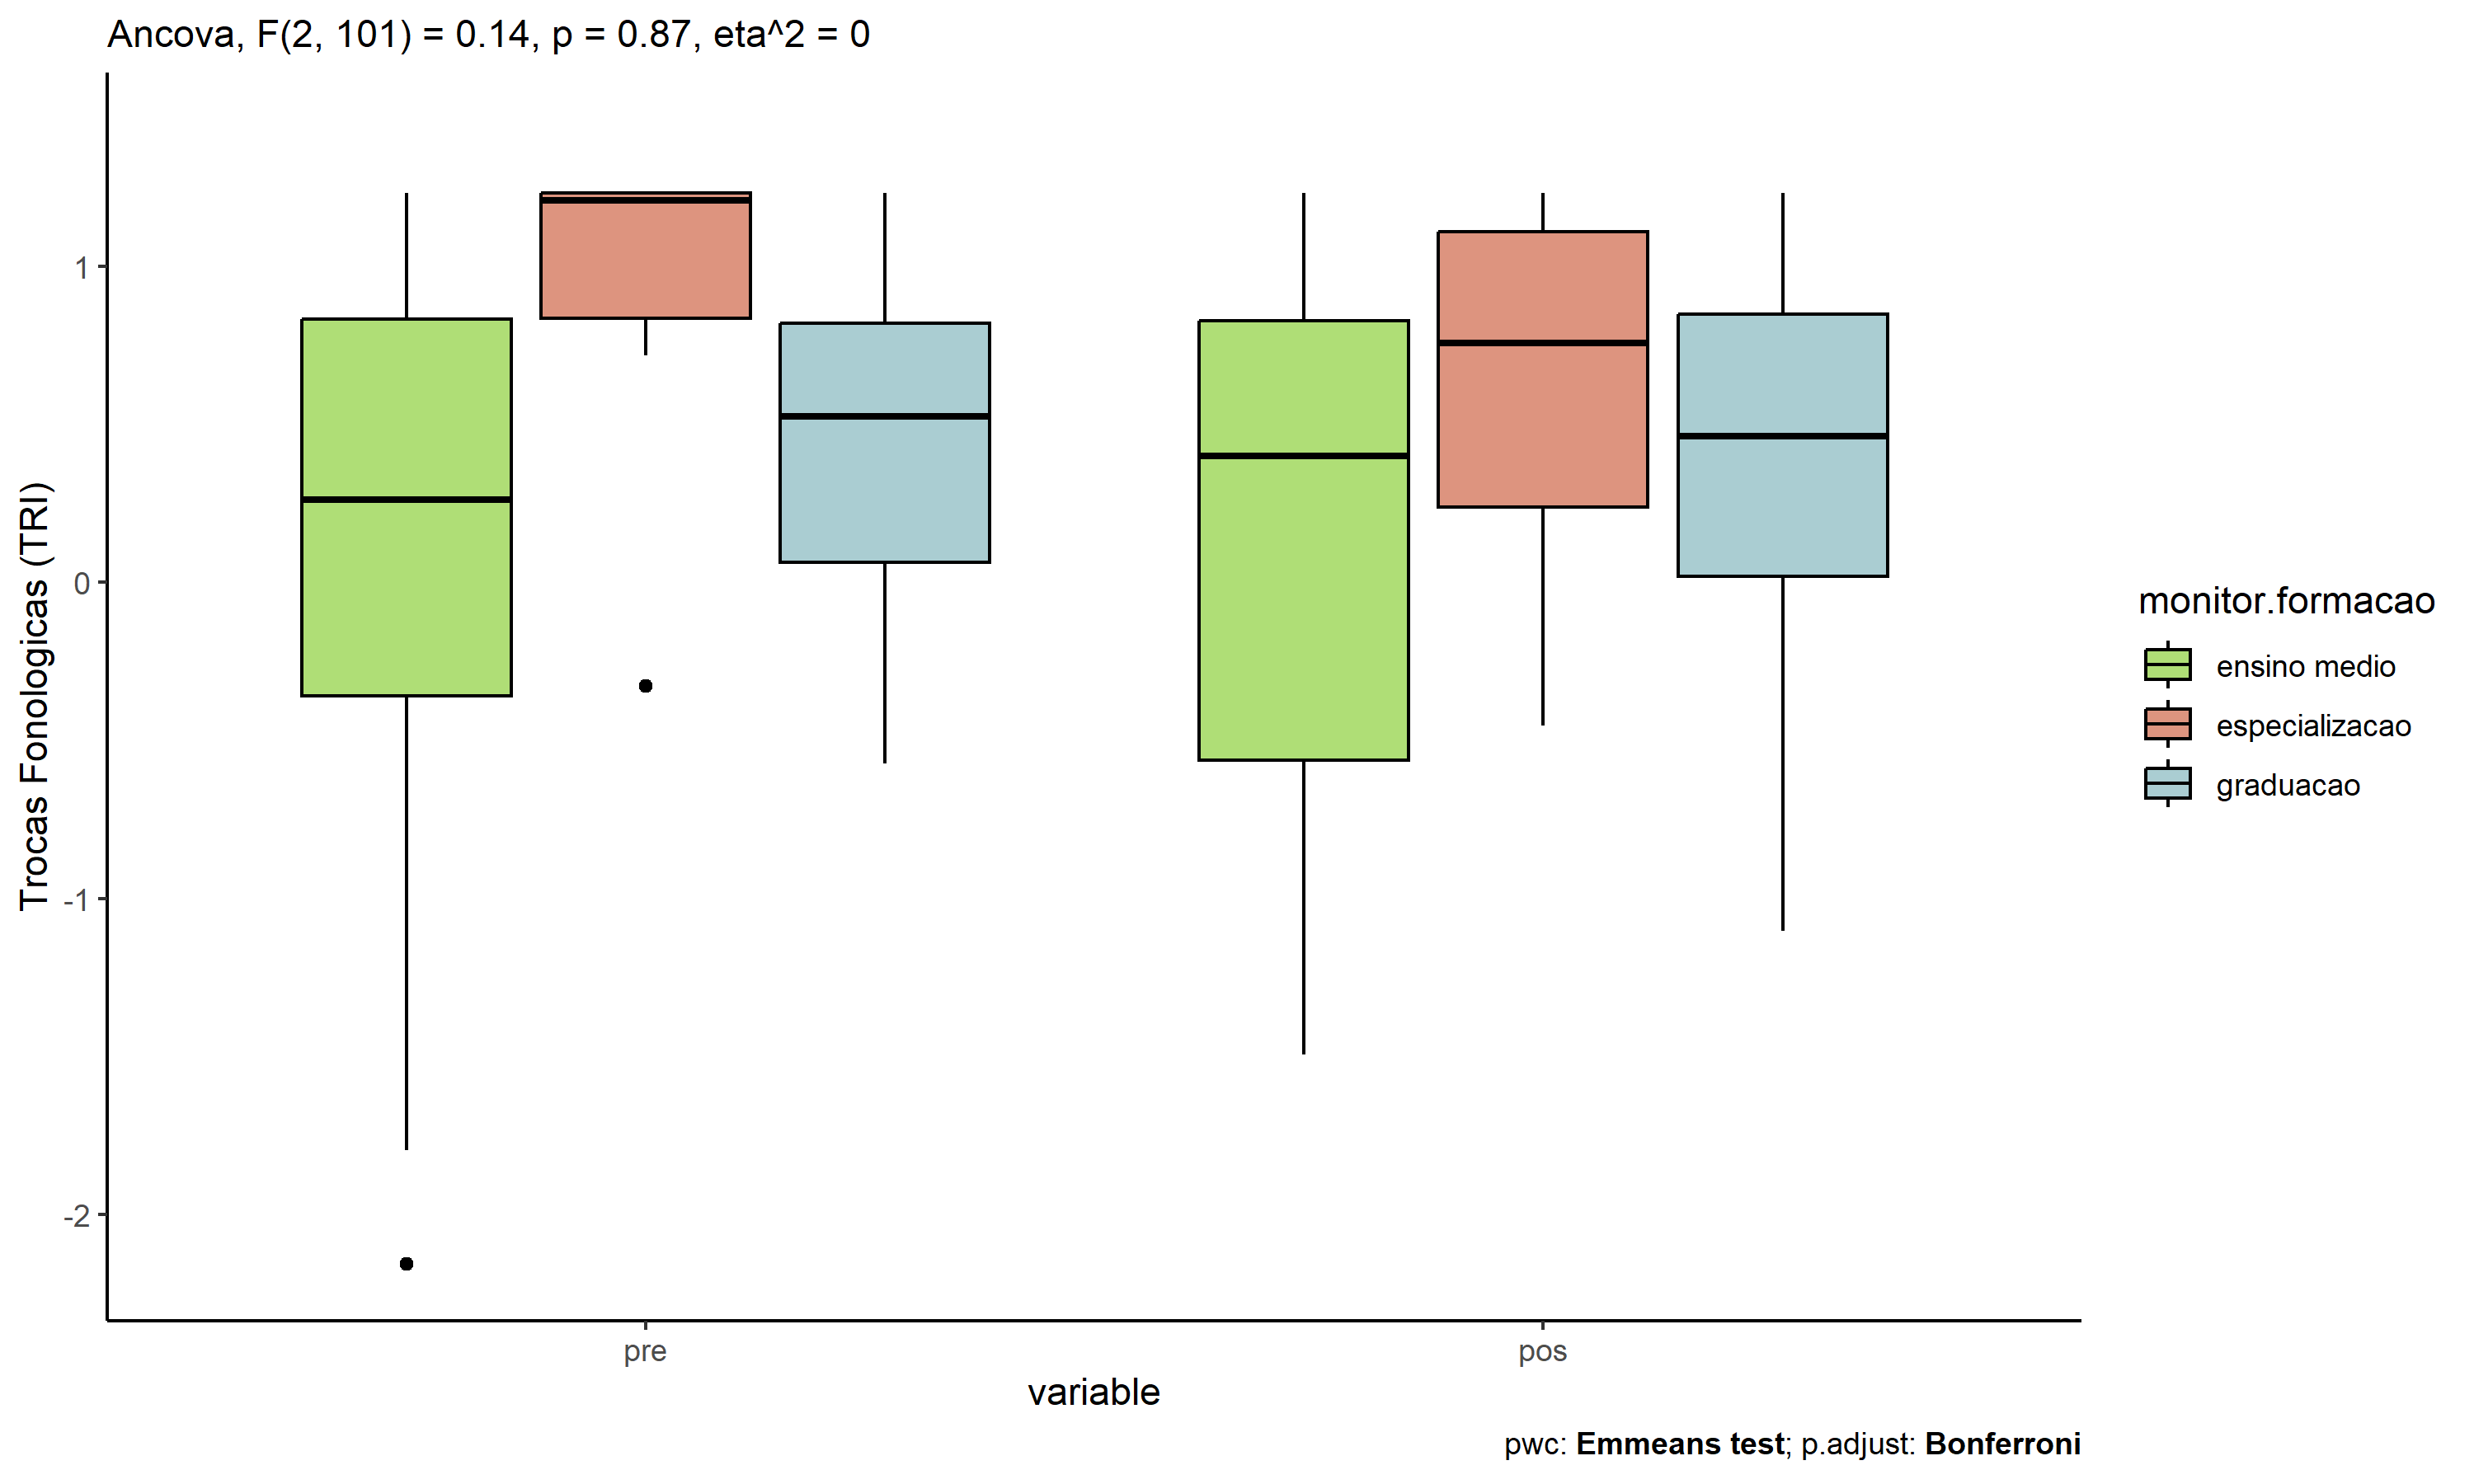 Ancova, F(2, 101) = 0.14, p = 0.87, eta^2 = 0
Trocas Fonologicas (TRI)
1
0
-1
-2
pre
pos
variable
monitor.formacao
ensino medio
especializacao
graduacao
pwc: Emmeans test; p.adjust: Bonferroni